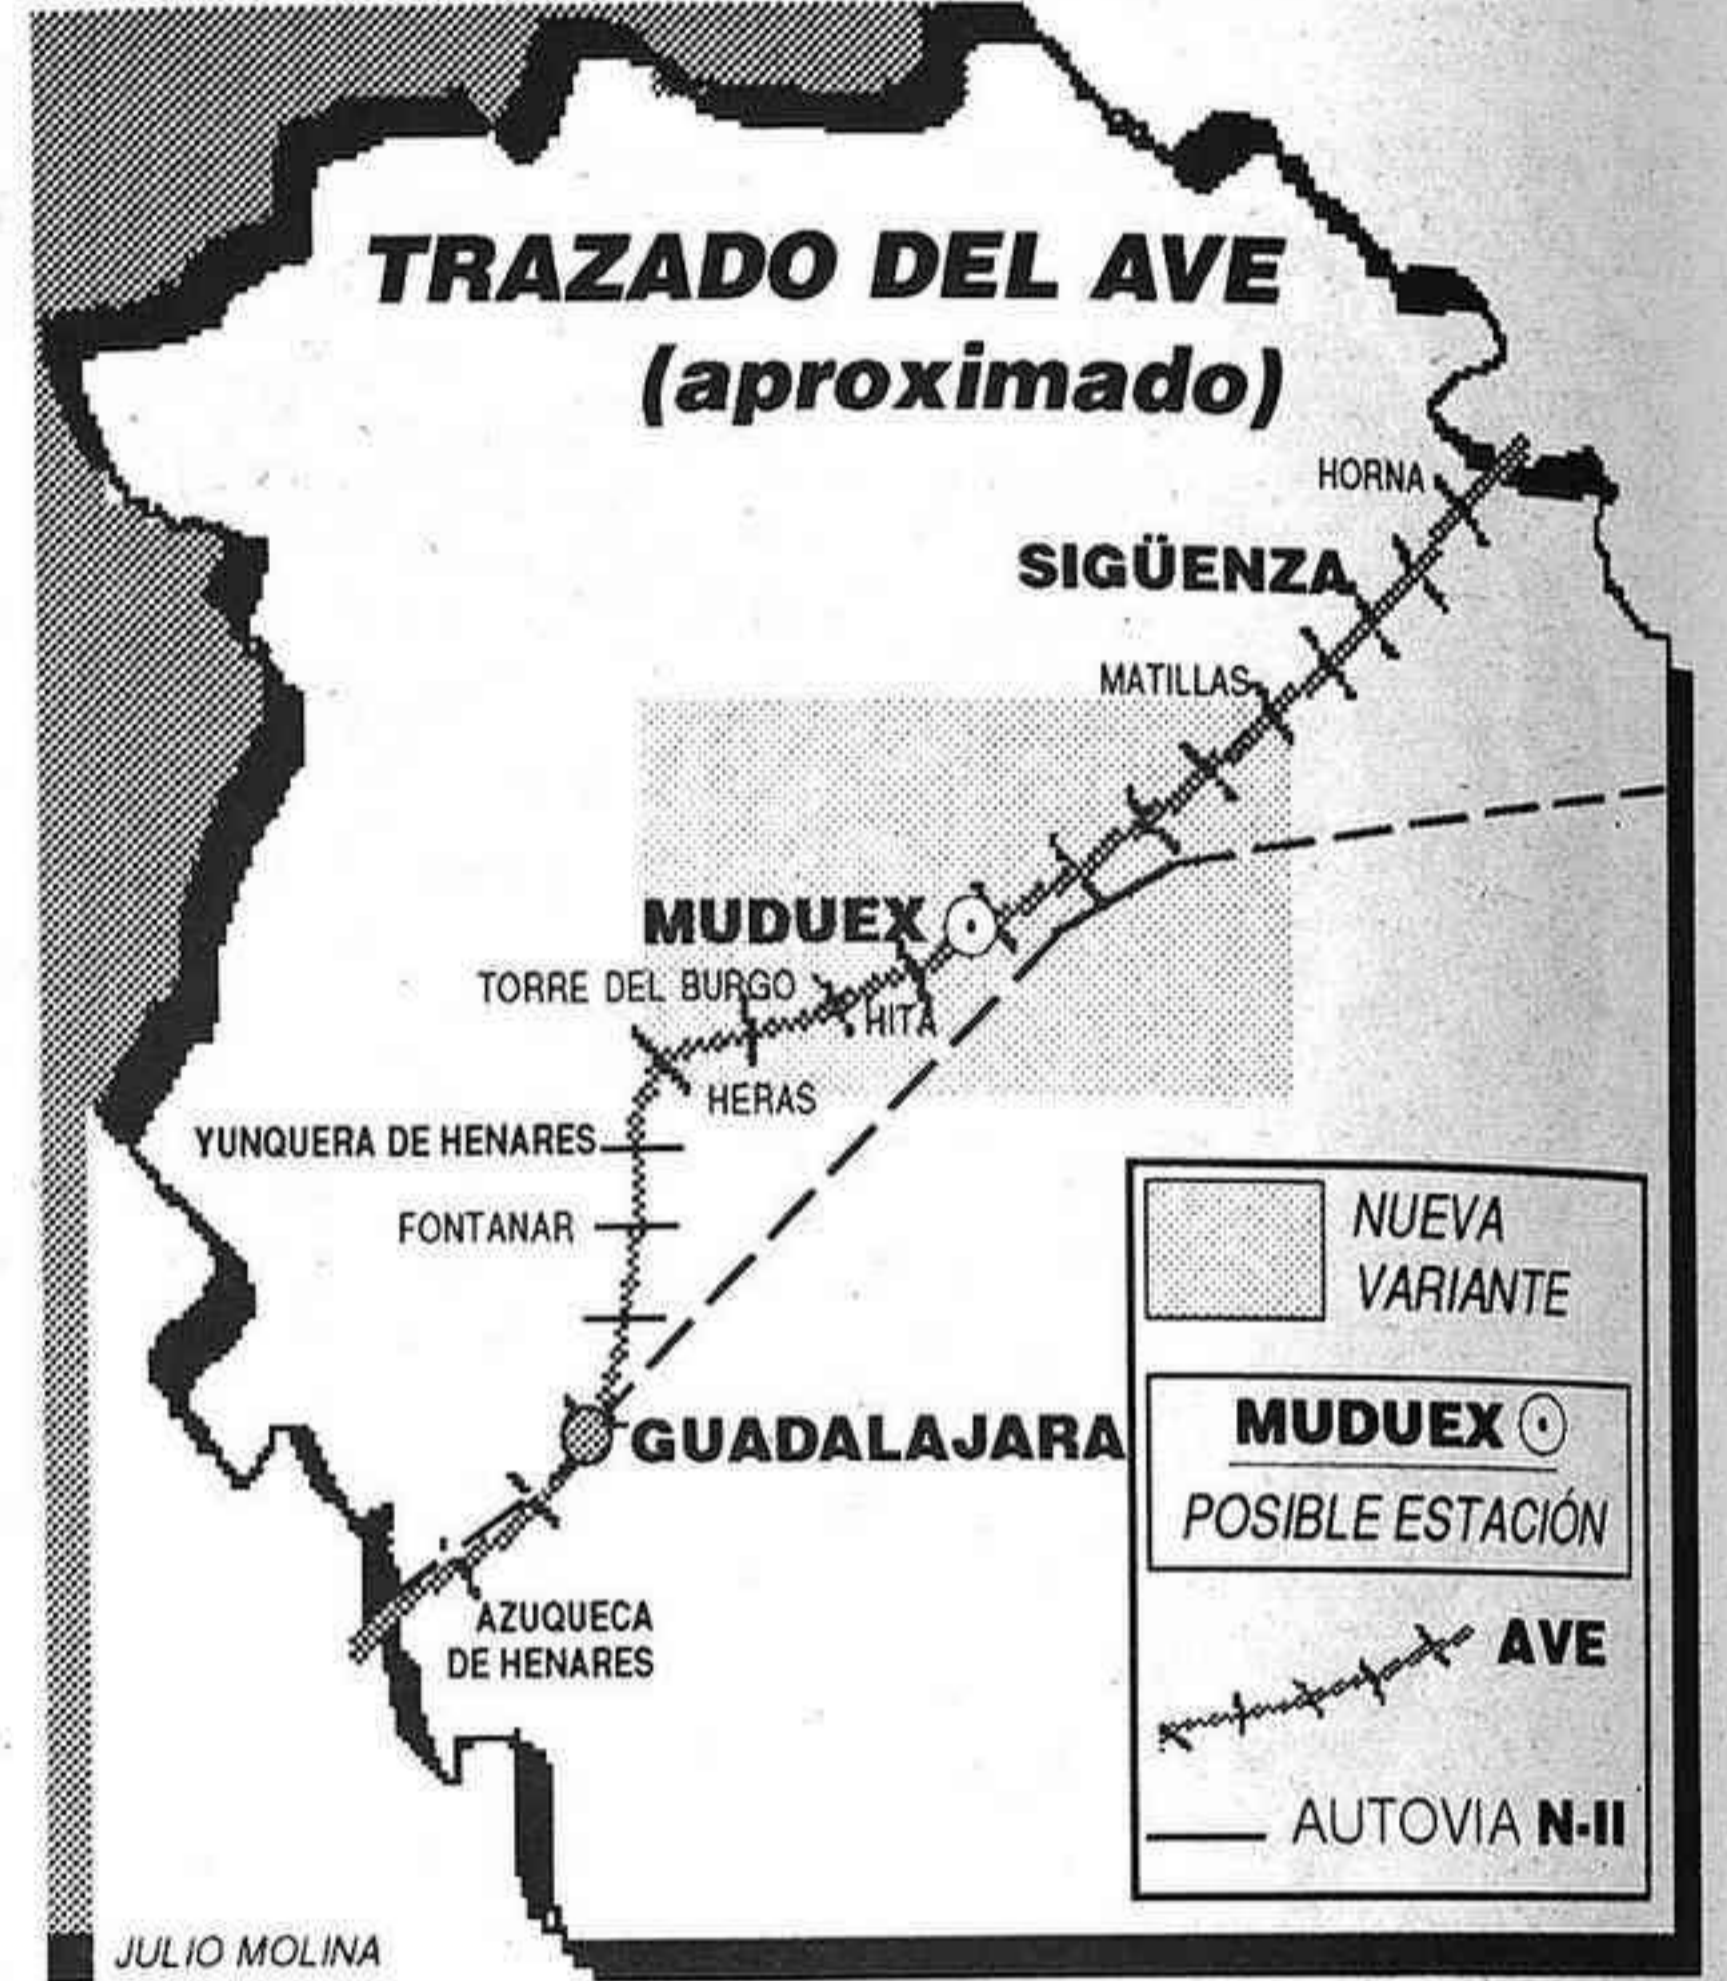 TRAZADO DEL AVE
(aproximado)
HORNA
SIGÜENZA
MATILLAS
MUDUEX
TORRE DEL BURGO
HITA
HERAS
YUNQUERA DE HENARES
FONTANAR
GUADALAJARA
AZUQUECA
DE HENARES
NUEVA
VARIANTE
MUDUEX
POSIBLE ESTACIÓN
AVE
AUTOVIA N-II
JULIO MOLINA